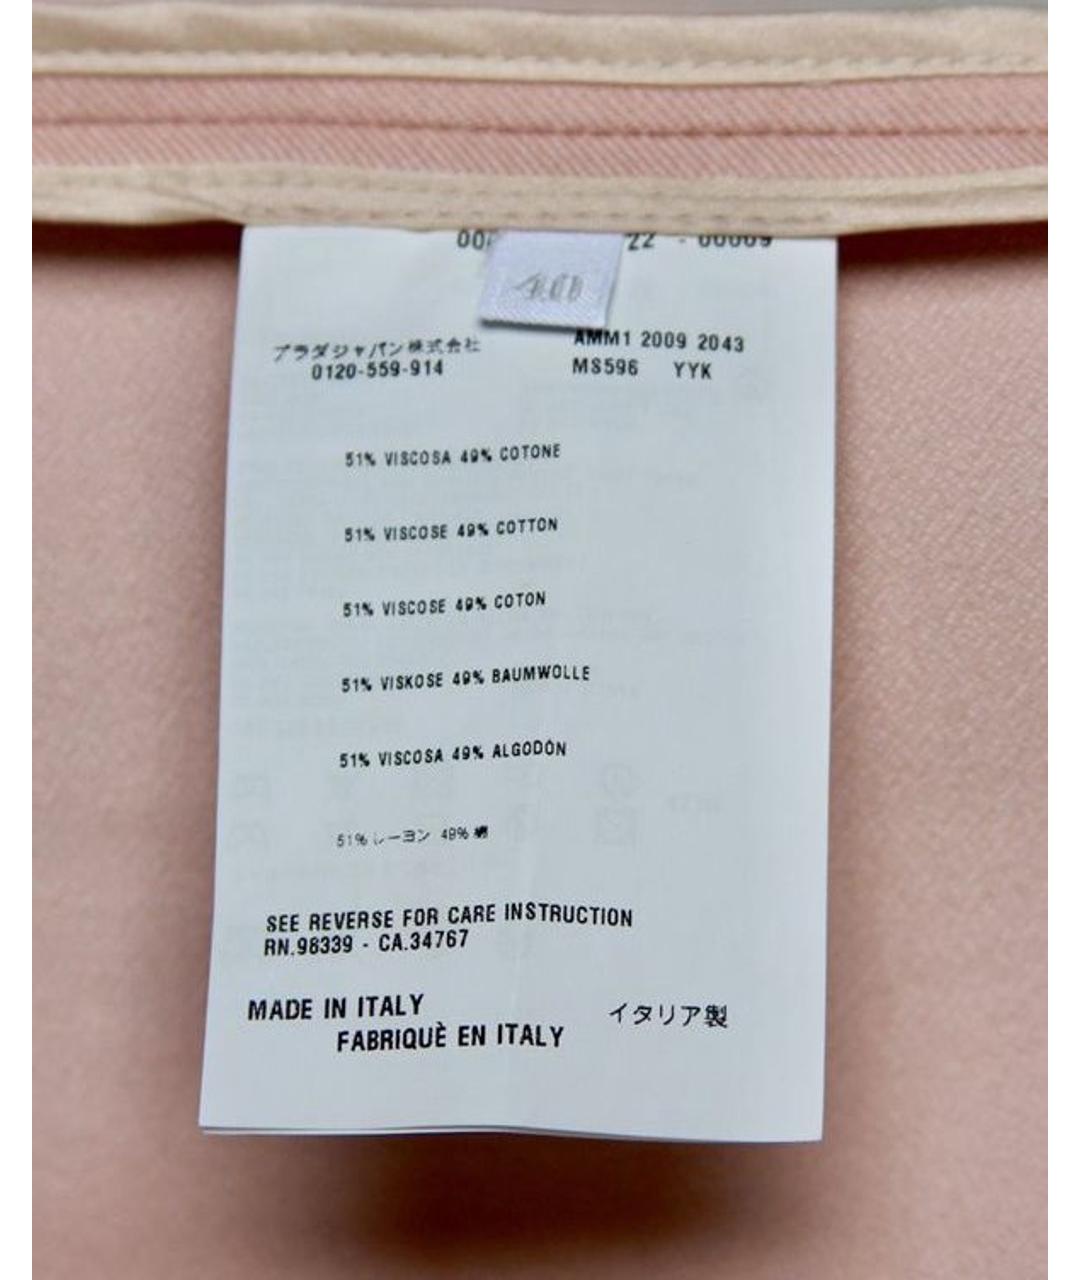 22 - 00009
プラダジャパン株式会社
0120-559-914
AMM1 2009 2043
MS596 YYK
51% VISCOSA 49% COTONE
51% VISCOSE 49% COTTON
51% VISCOSE 49% COTON
51% VISKOSE 49% BAUMWOLLE
51% VISCOSA 49% ALGODÓN
51% レーヨン 49% 綿
SEE REVERSE FOR CARE INSTRUCTION
RN.98339 - CA.34767
MADE IN ITALY
FABRIQUÈ EN ITALY
イタリア製